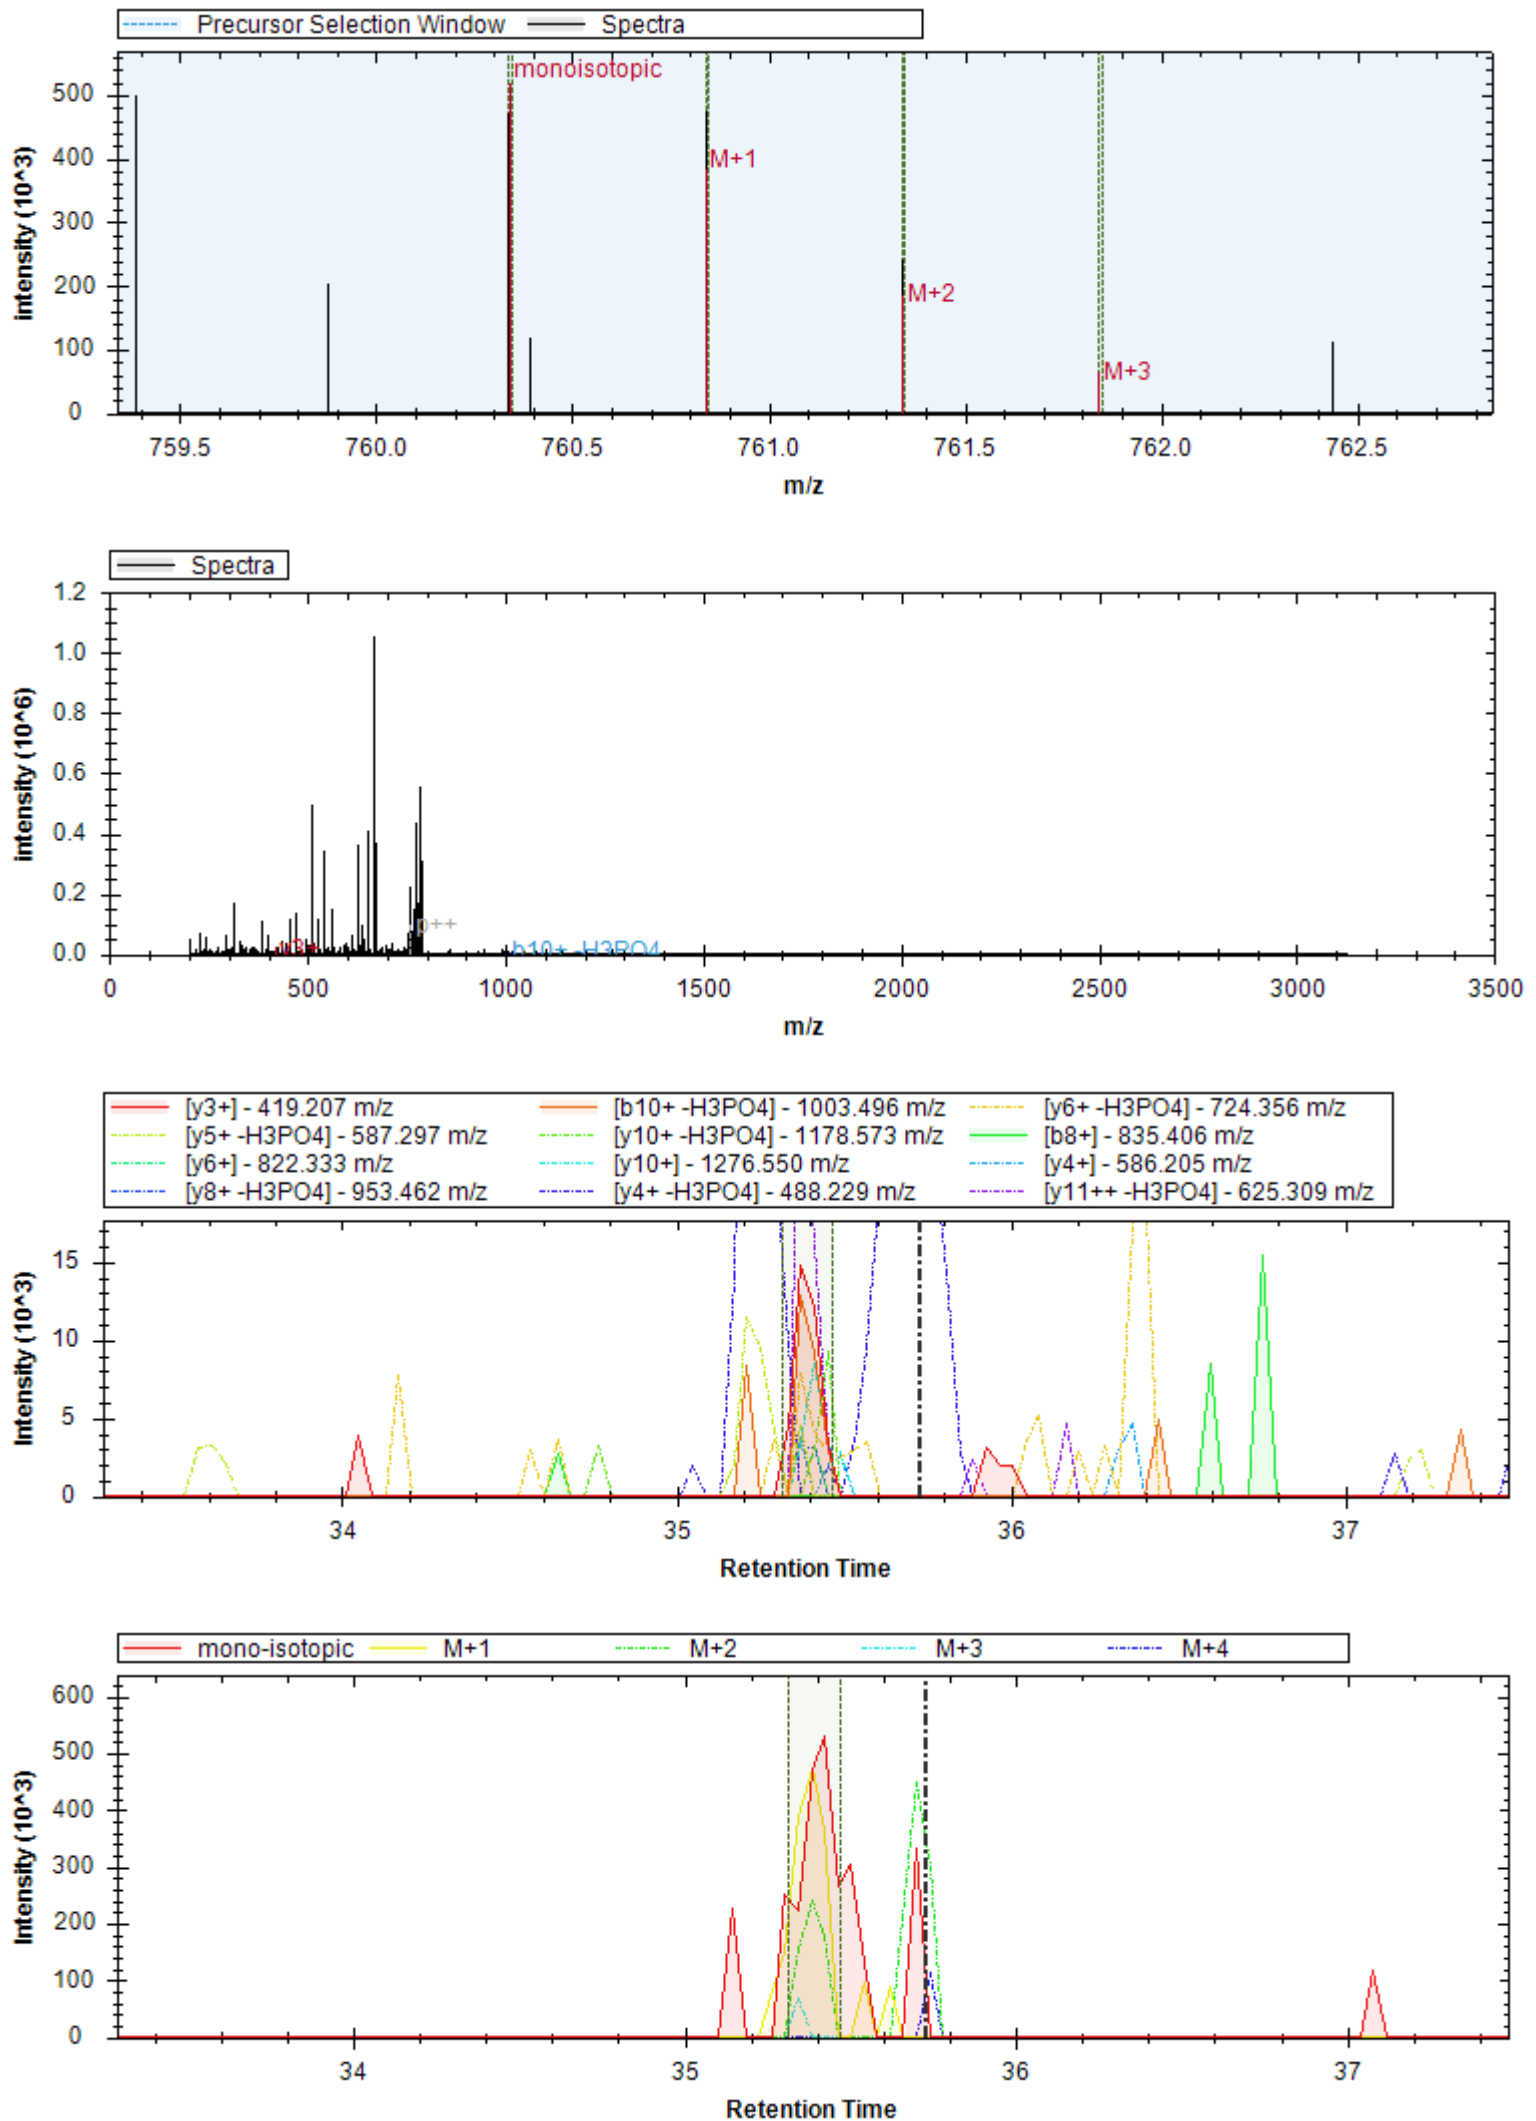 Precursor Selection Window Spectra
monoisotopic
M+1
M+2
M+3
500
400
300
200
100
0
intensity (10^3)
759.5 760.0 760.5 761.0 761.5 762.0 762.5
m/z
Spectra
1.2
1.0
0.8
0.6
0.4
0.2
0.0
intensity (10^6)
p++
y3+
b10+ -H3PO4
0 500 1000 1500 2000 2500 3000 3500
m/z
[y3+] - 419.207 m/z [b10+ -H3PO4] - 1003.496 m/z [y6+ -H3PO4] - 724.356 m/z
[y5+ -H3PO4] - 587.297 m/z [y10+ -H3PO4] - 1178.573 m/z [b8+] - 835.406 m/z
[y6+] - 822.333 m/z [y10+] - 1276.550 m/z [y4+] - 586.205 m/z
[y8+ -H3PO4] - 953.462 m/z [y4+ -H3PO4] - 488.229 m/z [y11++ -H3PO4] - 625.309 m/z
15
10
5
0
Intensity (10^3)
34 35 36 37
Retention Time
mono-isotopic M+1 M+2 M+3 M+4
600
500
400
300
200
100
0
Intensity (10^3)
34 35 36 37
Retention Time